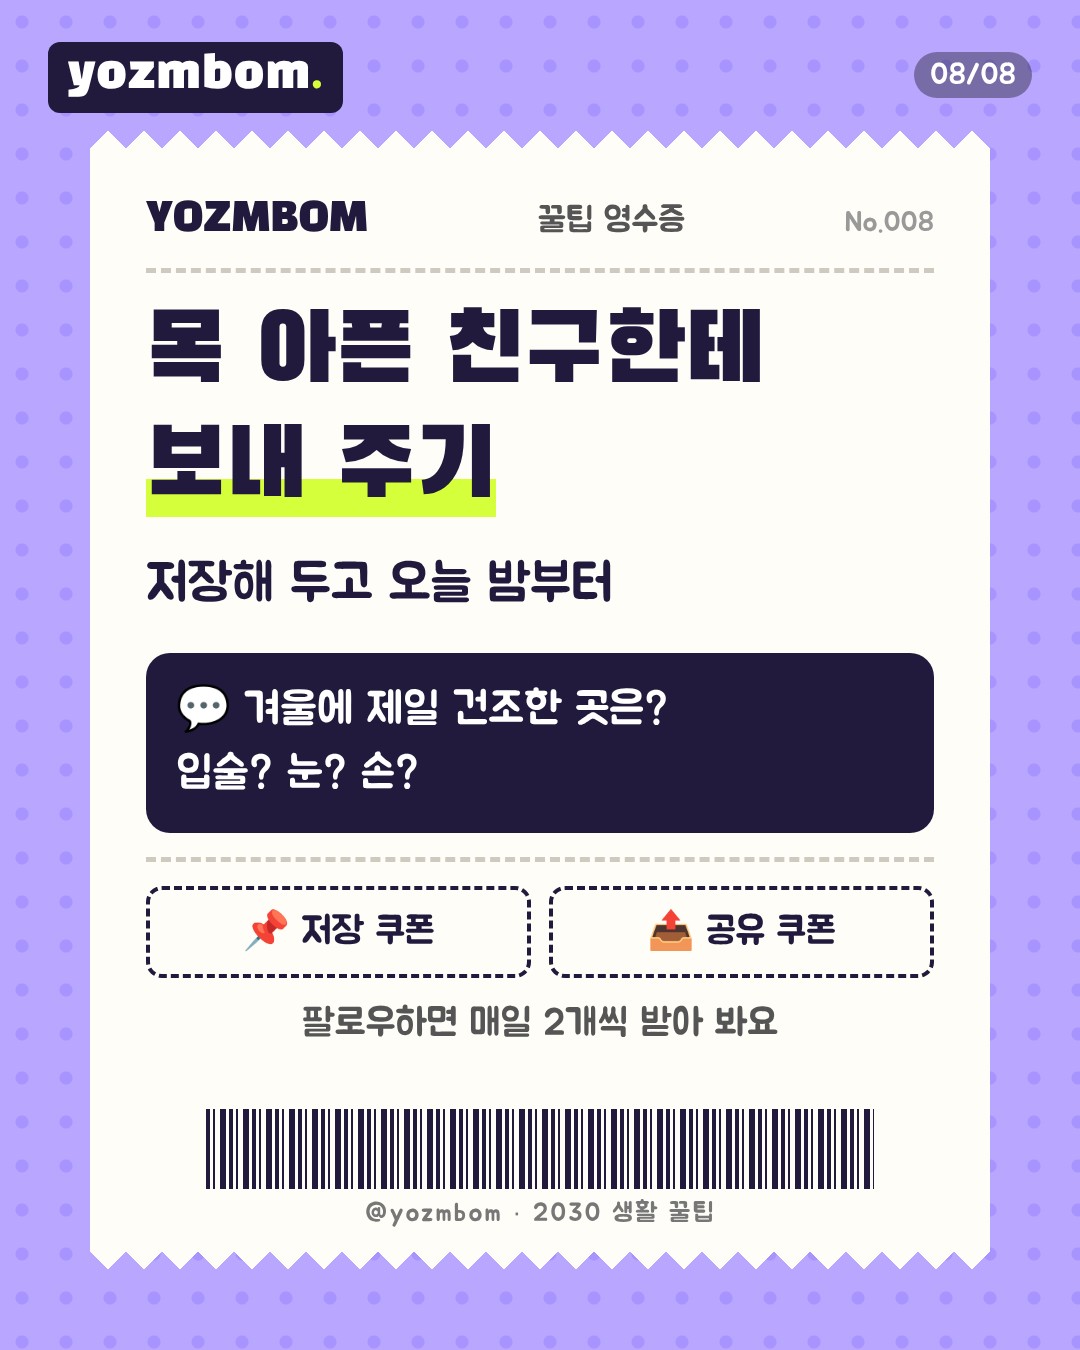 yozmbom.
08/08
YOZMBOM 꿀팁 영수증 No.008
목 아픈 친구한테
보내 주기
저장해 두고 오늘 밤부터
💬 겨울에 제일 건조한 곳은?
입술? 눈? 손?
📌 저장 쿠폰
📤 공유 쿠폰
팔로우하면 매일 2개씩 받아 봐요
@yozmbom · 2030 생활 꿀팁